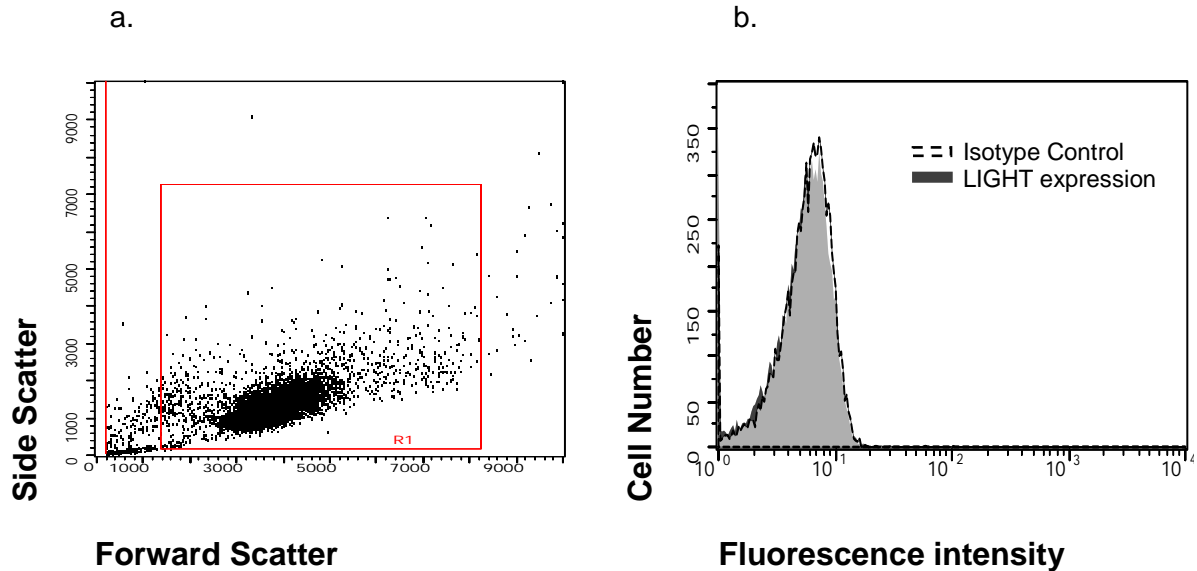 a.
Side Scatter
9000
7000
5000
3000
1000
0
R1
0 1000 3000 5000 7000 9000
Forward Scatter
b.
Cell Number
350
250
150
50
0
Isotype Control
LIGHT expression
10^0 10^1 10^2 10^3 10^4
Fluorescence intensity